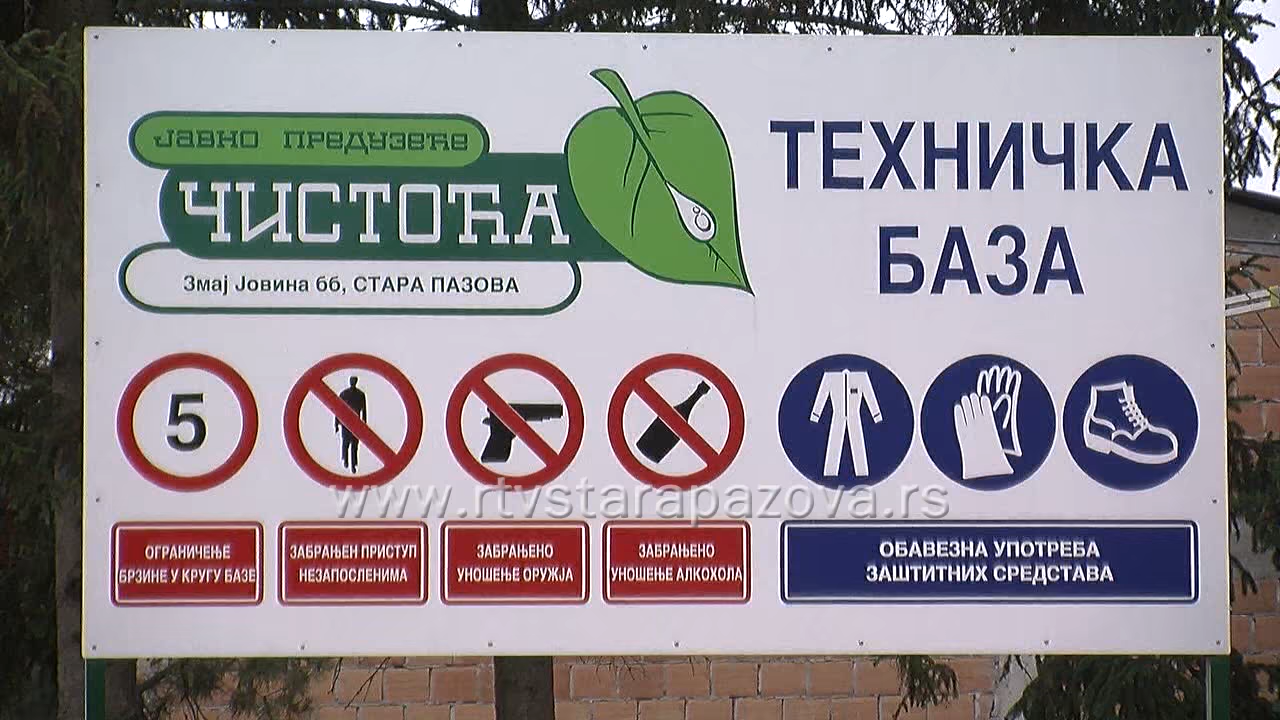 ЈАВНО ПРЕДУЗЕЋЕ
ЧИСТОЋА
Змај Јовина бб, СТАРА ПАЗОВА
ТЕХНИЧКА
БАЗА
5
www.rtvstarapazova.rs
ОГРАНИЧЕЊЕ
БРЗИНЕ У КРУГУ БАЗЕ
ЗАБРАЊЕН ПРИСТУП
НЕЗАПОСЛЕНИМА
ЗАБРАЊЕНО
УНОШЕЊЕ ОРУЖЈА
ЗАБРАЊЕНО
УНОШЕЊЕ АЛКОХОЛА
ОБАВЕЗНА УПОТРЕБА
ЗАШТИТНИХ СРЕДСТАВА